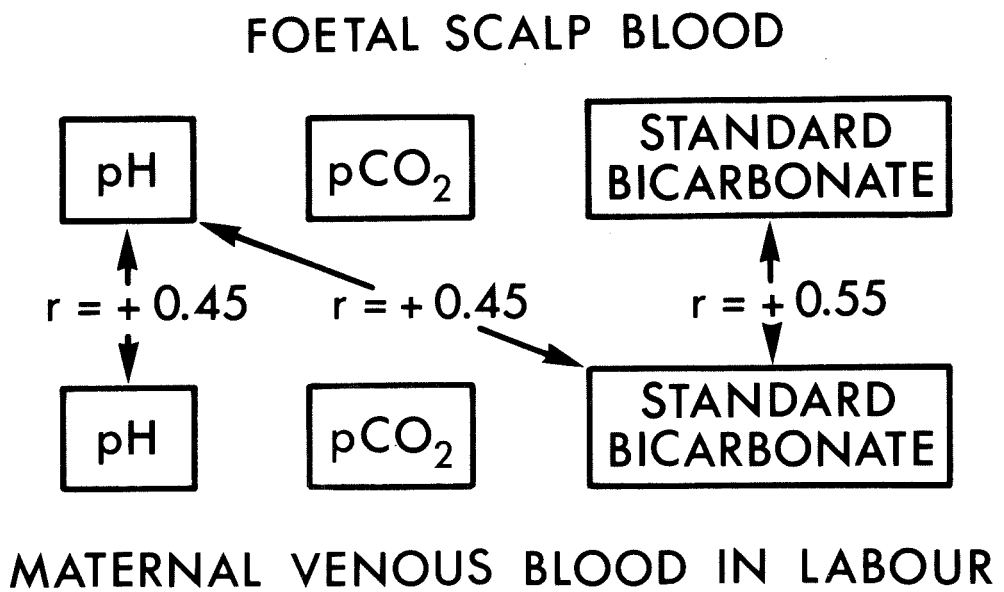 FOETAL SCALP BLOOD
pH
pCO₂
STANDARD
BICARBONATE
r = + 0.45
r = + 0.45
r = + 0.55
pH
pCO₂
STANDARD
BICARBONATE
MATERNAL VENOUS BLOOD IN LABOUR